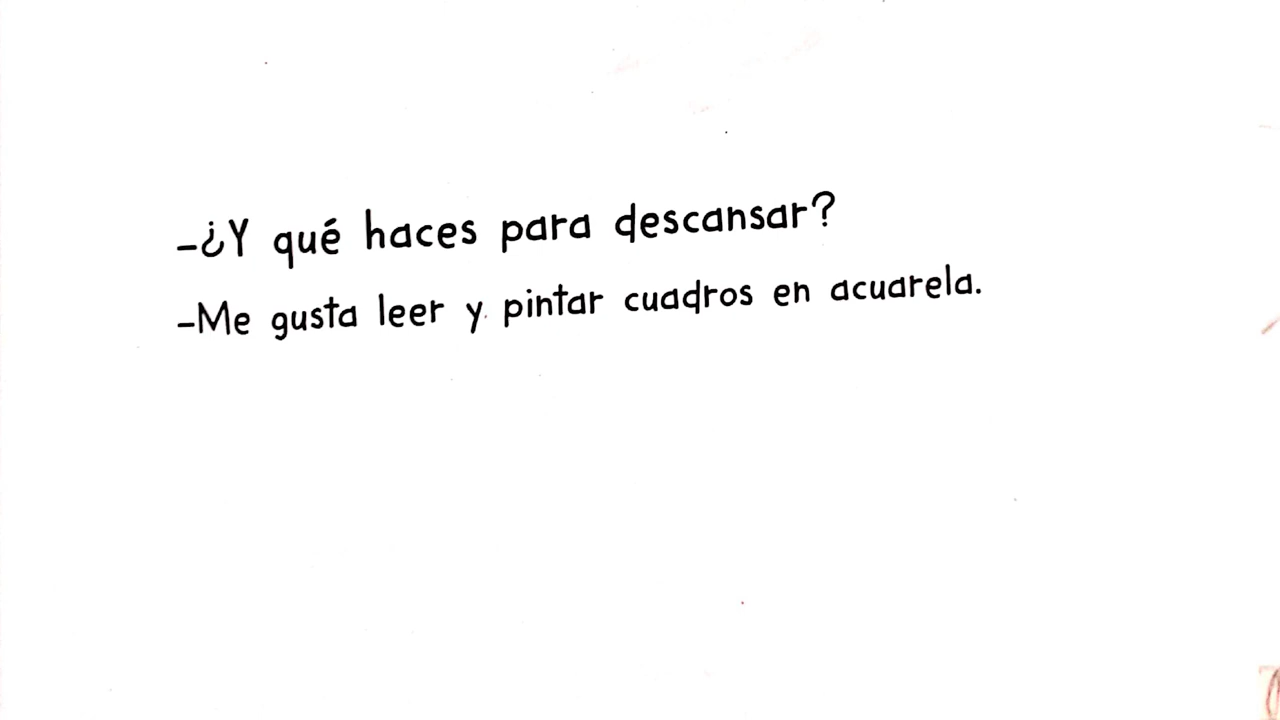 -¿Y qué haces para descansar?
-Me gusta leer y pintar cuadros en acuarela.